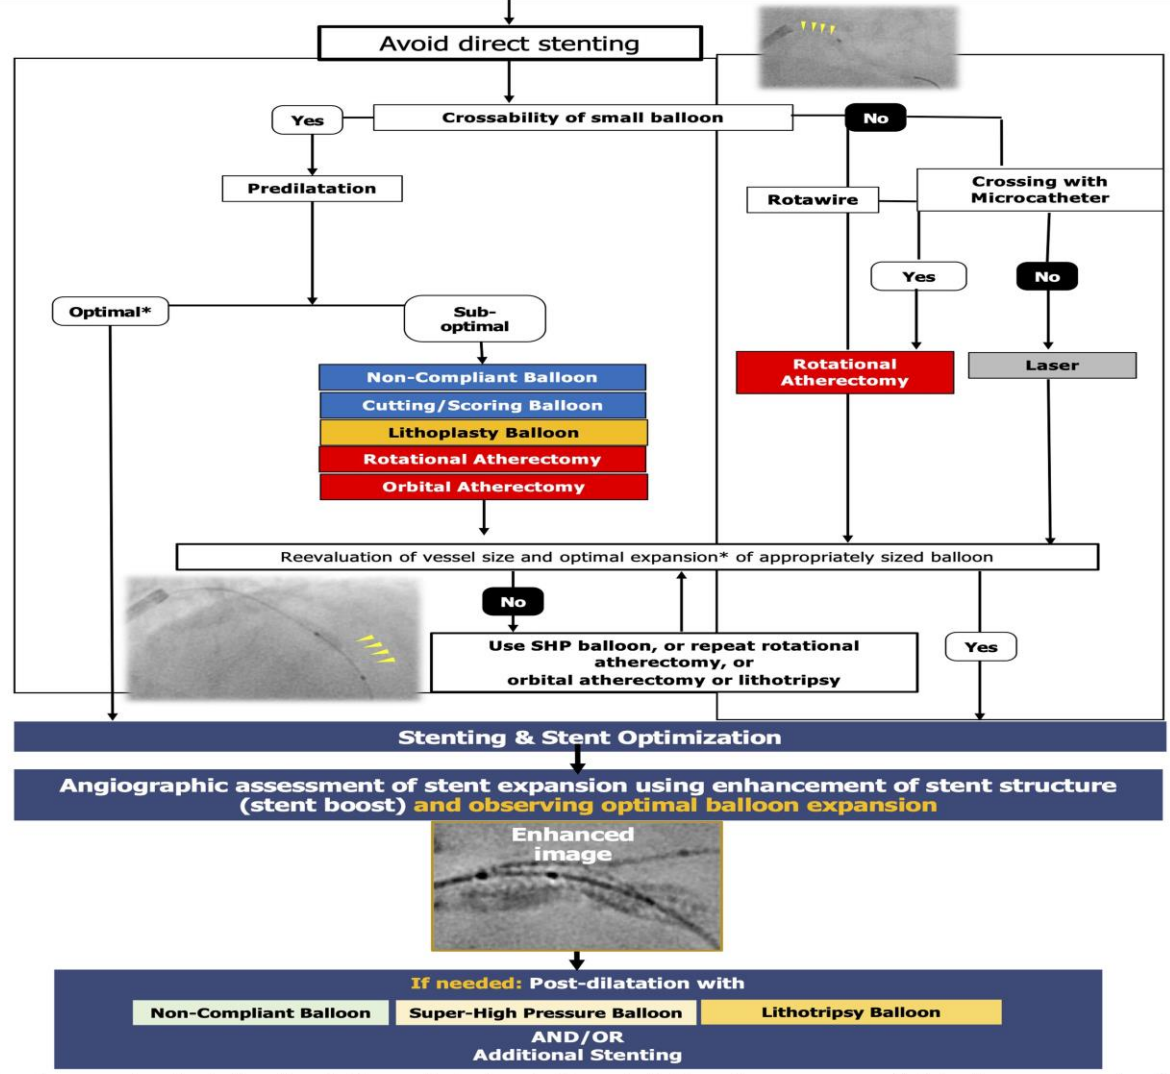 Avoid direct stenting
Yes
Crossability of small balloon
No
Predilatation
Rotawire
Crossing with
Microcatheter
Yes
No
Optimal*
Sub-
optimal
Rotational
Atherectomy
Laser
Non-Compliant Balloon
Cutting/Scoring Balloon
Lithoplasty Balloon
Rotational Atherectomy
Orbital Atherectomy
Reevaluation of vessel size and optimal expansion* of appropriately sized balloon
No
Use SHP balloon, or repeat rotational
atherectomy, or
orbital atherectomy or lithotripsy
Yes
Stenting & Stent Optimization
Angiographic assessment of stent expansion using enhancement of stent structure
(stent boost) and observing optimal balloon expansion
Enhanced
image
If needed: Post-dilatation with
Non-Compliant Balloon
Super-High Pressure Balloon
Lithotripsy Balloon
AND/OR
Additional Stenting